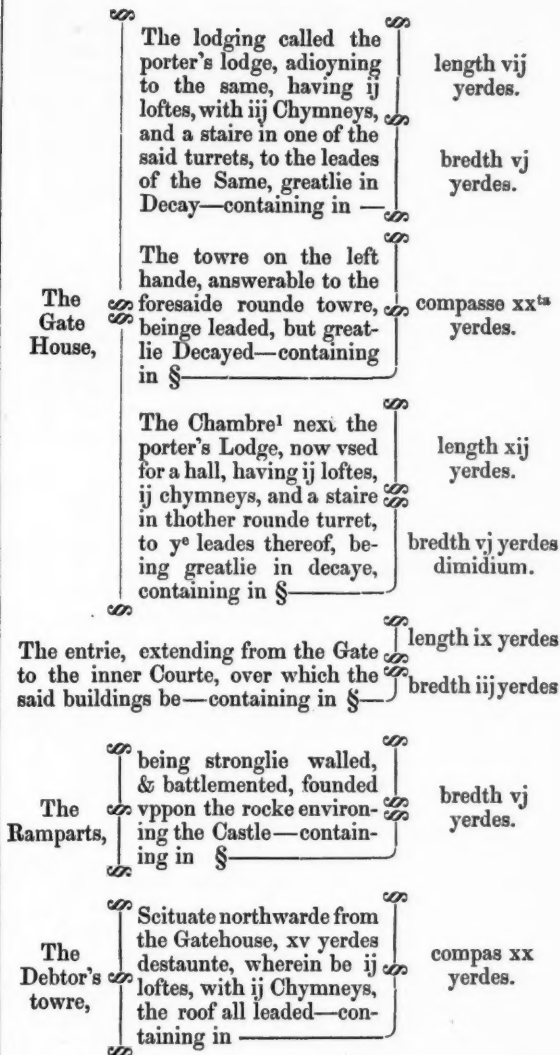 The lodging called the
porter's lodge, adioyning
to the same, having ij
loftes, with iij Chymneys,
and a staire in one of the
said turrets, to the leades
of the Same, greatlie in
Decay—containing in —
length vij
yerdes.
bredth vj
yerdes.
The
Gate
House,
The towre on the left
hande, answerable to the
foresaide rounde towre,
beinge leaded, but great-
lie Decayed—containing
in §
compasse xxᵗᵃ
yerdes.
The Chambre¹ next the
porter's Lodge, now vsed
for a hall, having ij loftes,
ij chymneys, and a staire
in thother rounde turret,
to yᵉ leades thereof, be-
ing greatlie in decaye,
containing in §
length xij
yerdes.
bredth vj yerdes
dimidium.
The entrie, extending from the Gate
to the inner Courte, over which the
said buildings be—containing in §
length ix yerdes
bredth iij yerdes
The
Ramparts,
being stronglie walled,
& battlemented, founded
vppon the rocke environ-
ing the Castle—contain-
ing in §
bredth vj
yerdes.
The
Debtor's
towre,
Scituate northwarde from
the Gatehouse, xv yerdes
destaunte, wherein be ij
loftes, with ij Chymneys,
the roof all leaded—con-
taining in
compas xx
yerdes.